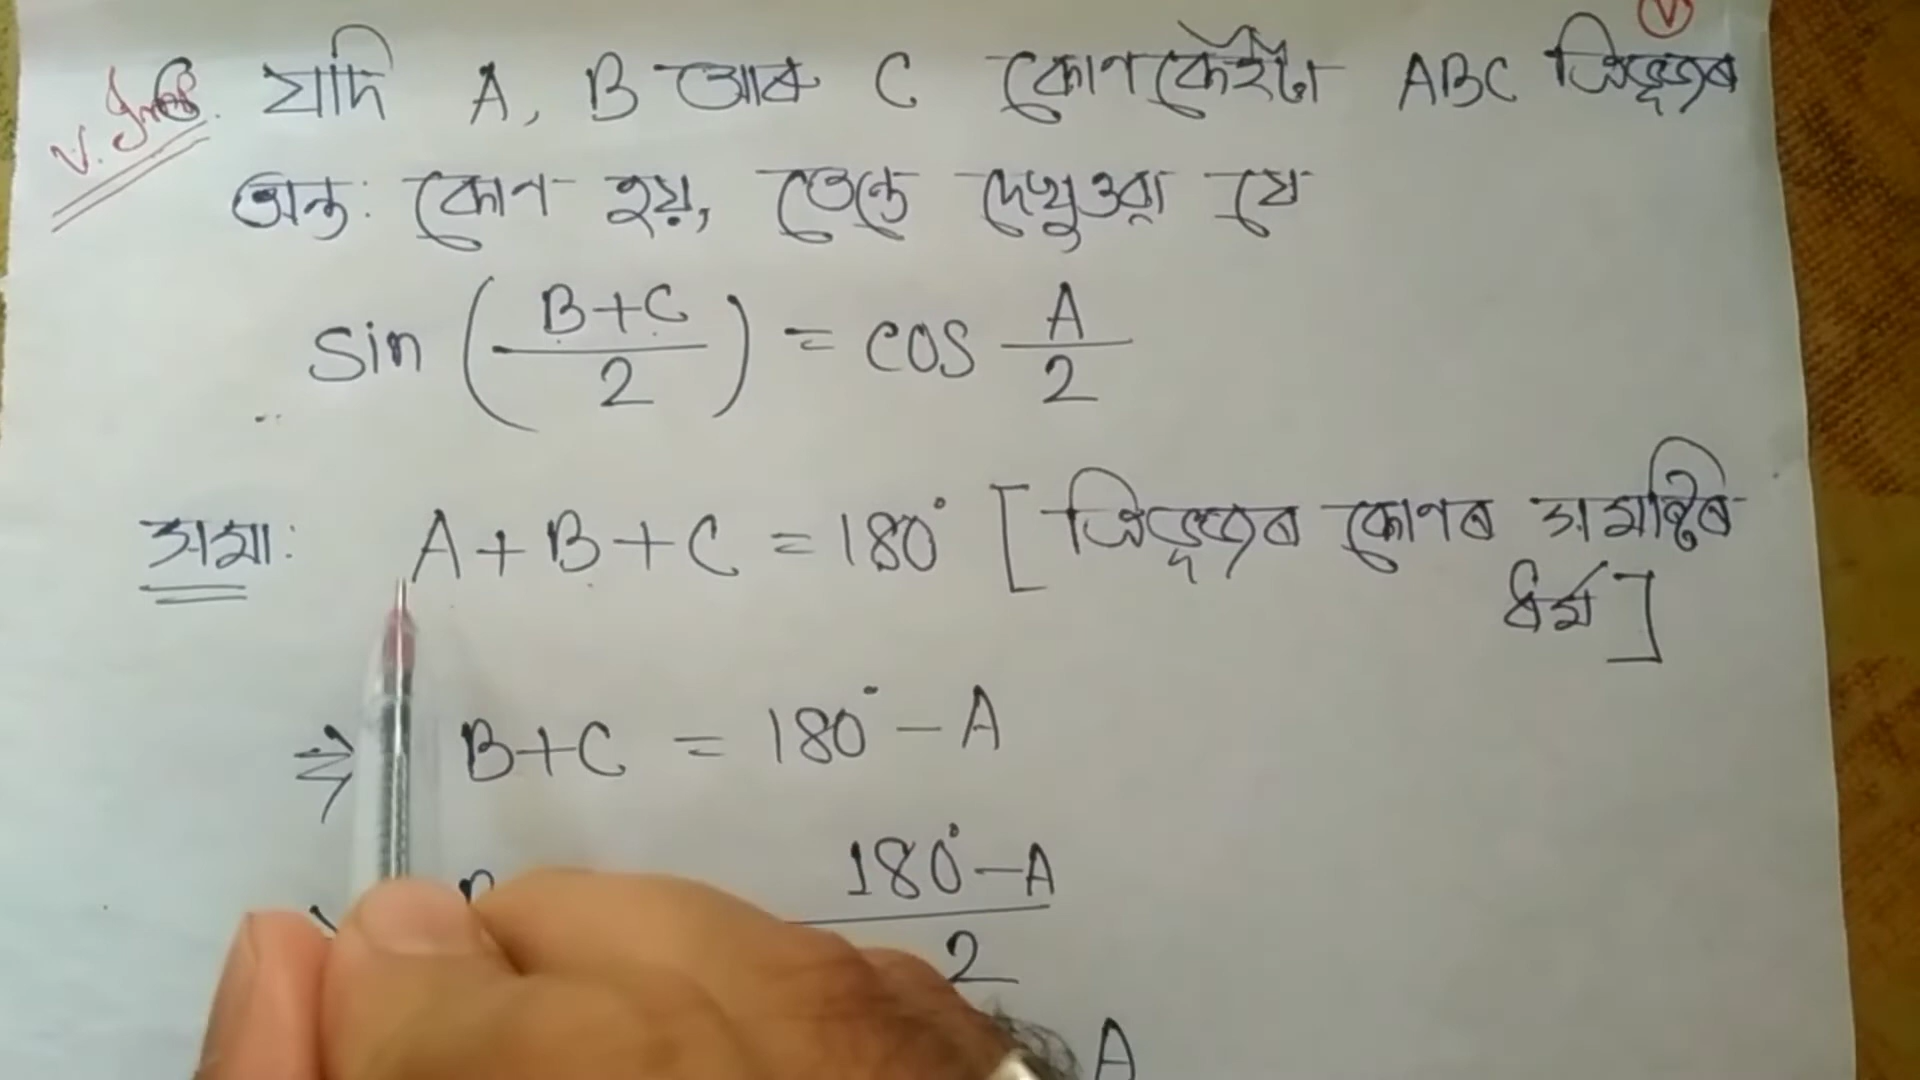 V. Imp. যদি A, B আৰু C কোণকেইটা ABC ত্ৰিভূজৰ
অন্ত: কোণ হয়, তেন্তে দেখুওৱা যে
sin (B+C/2) = cos A/2
সমা: A+B+C = 180° [ত্ৰিভূজৰ কোণৰ সমষ্টিৰ
ধৰ্ম]
⇒ B+C = 180° - A
180° - A
2
A